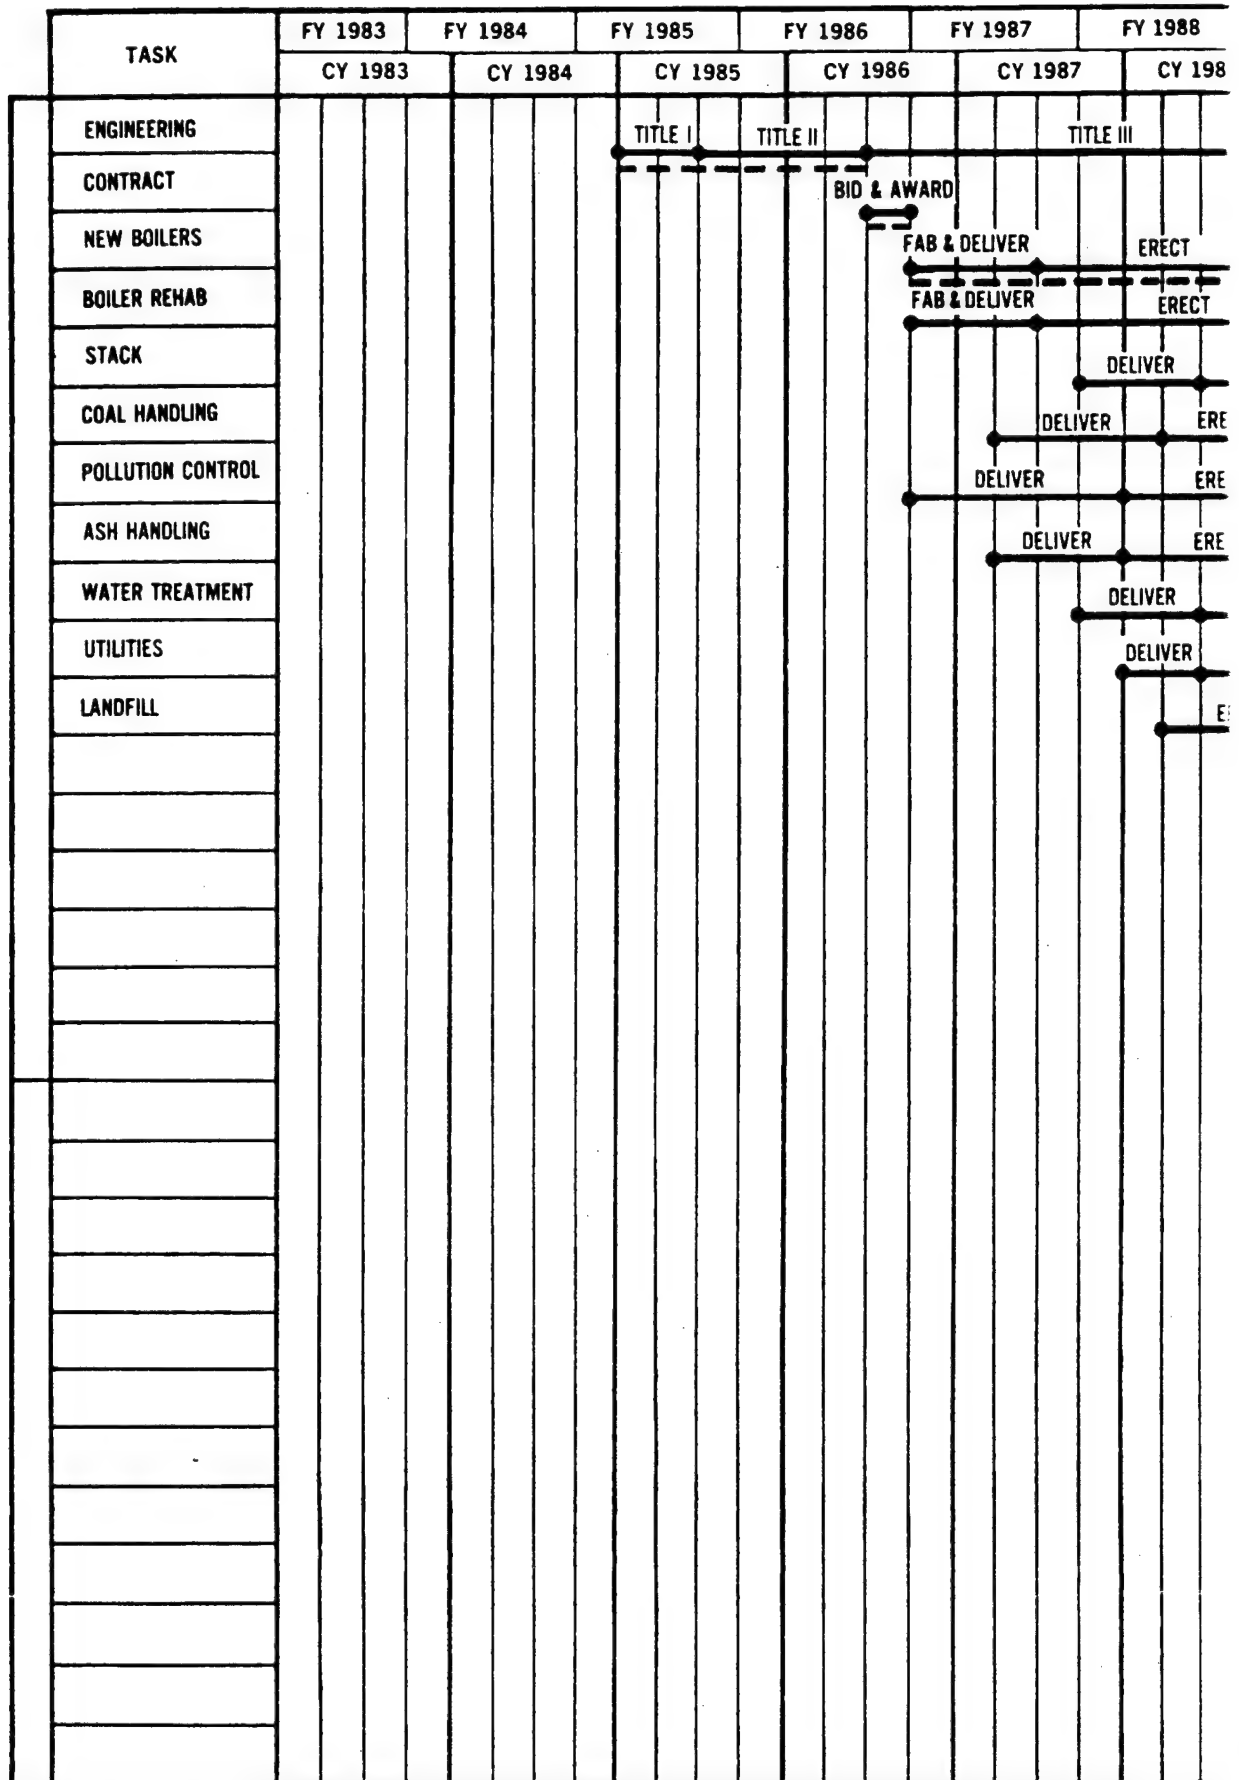 TASK
FY 1983 FY 1984 FY 1985 FY 1986 FY 1987 FY 1988
CY 1983 CY 1984 CY 1985 CY 1986 CY 1987 CY 198
ENGINEERING TITLE I TITLE II TITLE III
CONTRACT BID & AWARD
NEW BOILERS FAB & DELIVER ERECT
BOILER REHAB FAB & DELIVER ERECT
STACK DELIVER
COAL HANDLING DELIVER ERE
POLLUTION CONTROL DELIVER ERE
ASH HANDLING DELIVER ERE
WATER TREATMENT DELIVER
UTILITIES DELIVER
LANDFILL E